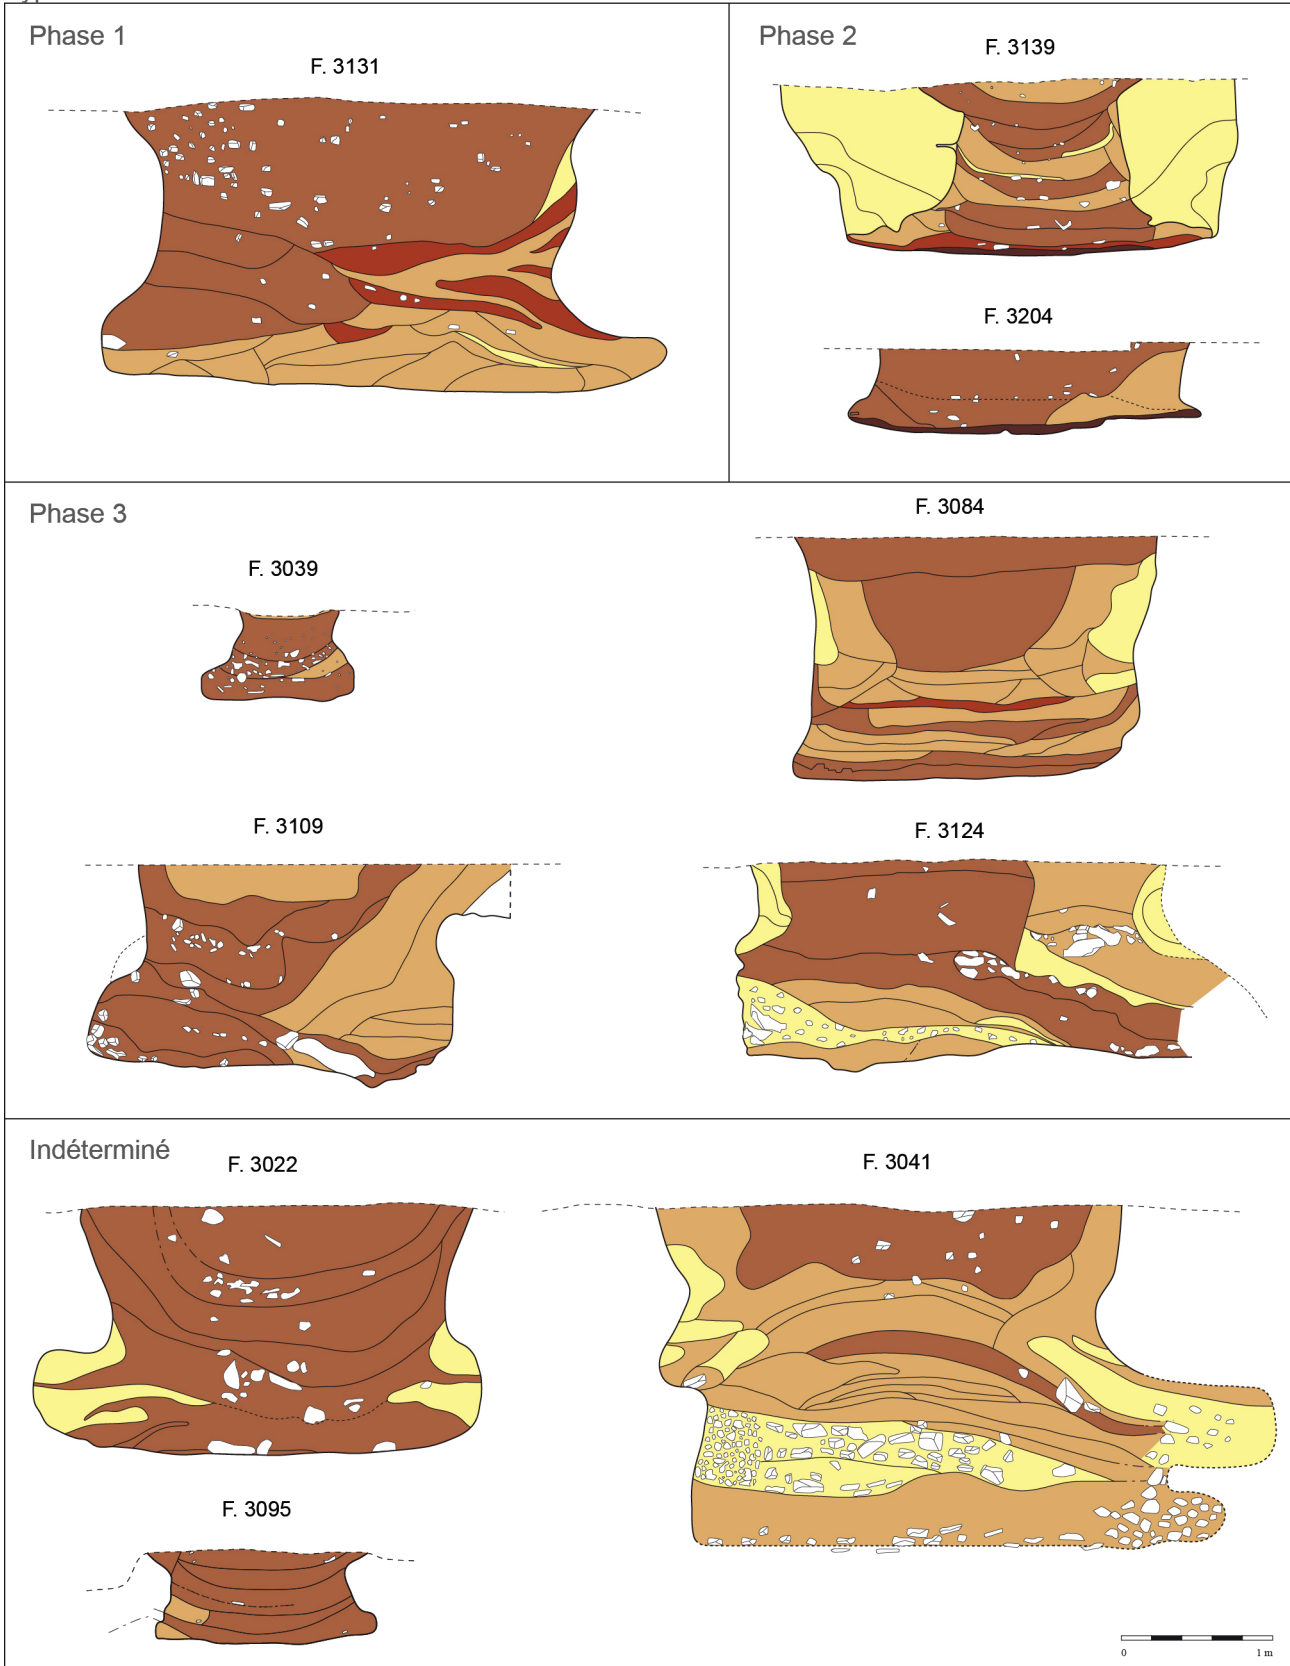 Phase 1
F. 3131
Phase 2
F. 3139
F. 3204
Phase 3
F. 3039
F. 3084
F. 3109
F. 3124
Indéterminé
F. 3022
F. 3041
F. 3095
0 1 m